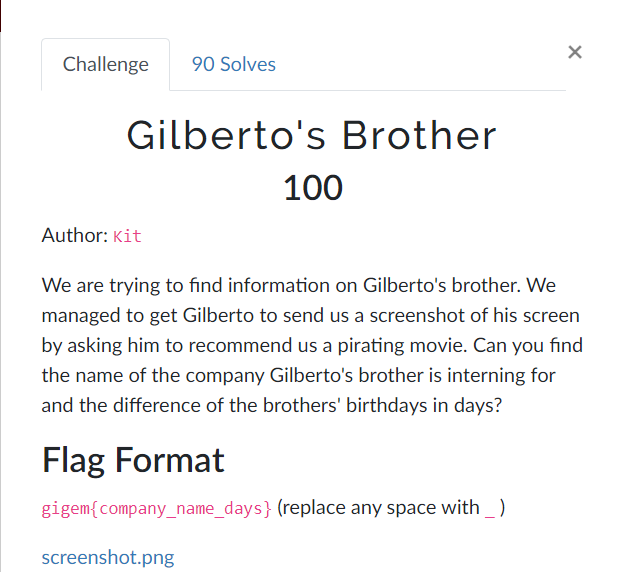 Challenge
90 Solves
×
Gilberto's Brother
100
Author: Kit
We are trying to find information on Gilberto's brother. We
managed to get Gilberto to send us a screenshot of his screen
by asking him to recommend us a pirating movie. Can you find
the name of the company Gilberto's brother is interning for
and the difference of the brothers' birthdays in days?
Flag Format
gigem{company_name_days} (replace any space with _ )
screenshot.png